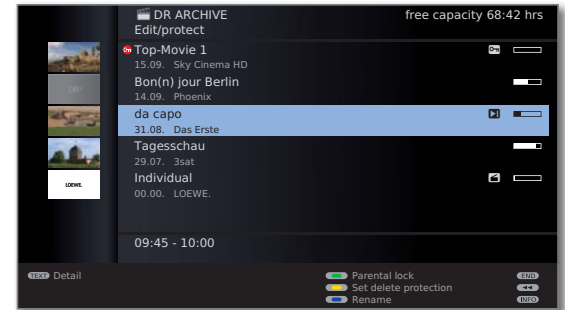 DR ARCHIVE free capacity 68:42 hrs
Edit/protect
Top-Movie 1
15.09. Sky Cinema HD
Bon(n) jour Berlin
14.09. Phoenix
da capo
31.08. Das Erste
Tagesschau
29.07. 3sat
Individual
00.00. LOEWE.
LOEWE.
09:45 - 10:00
TEXT Detail Parental lock END
Set delete protection
Rename INFO